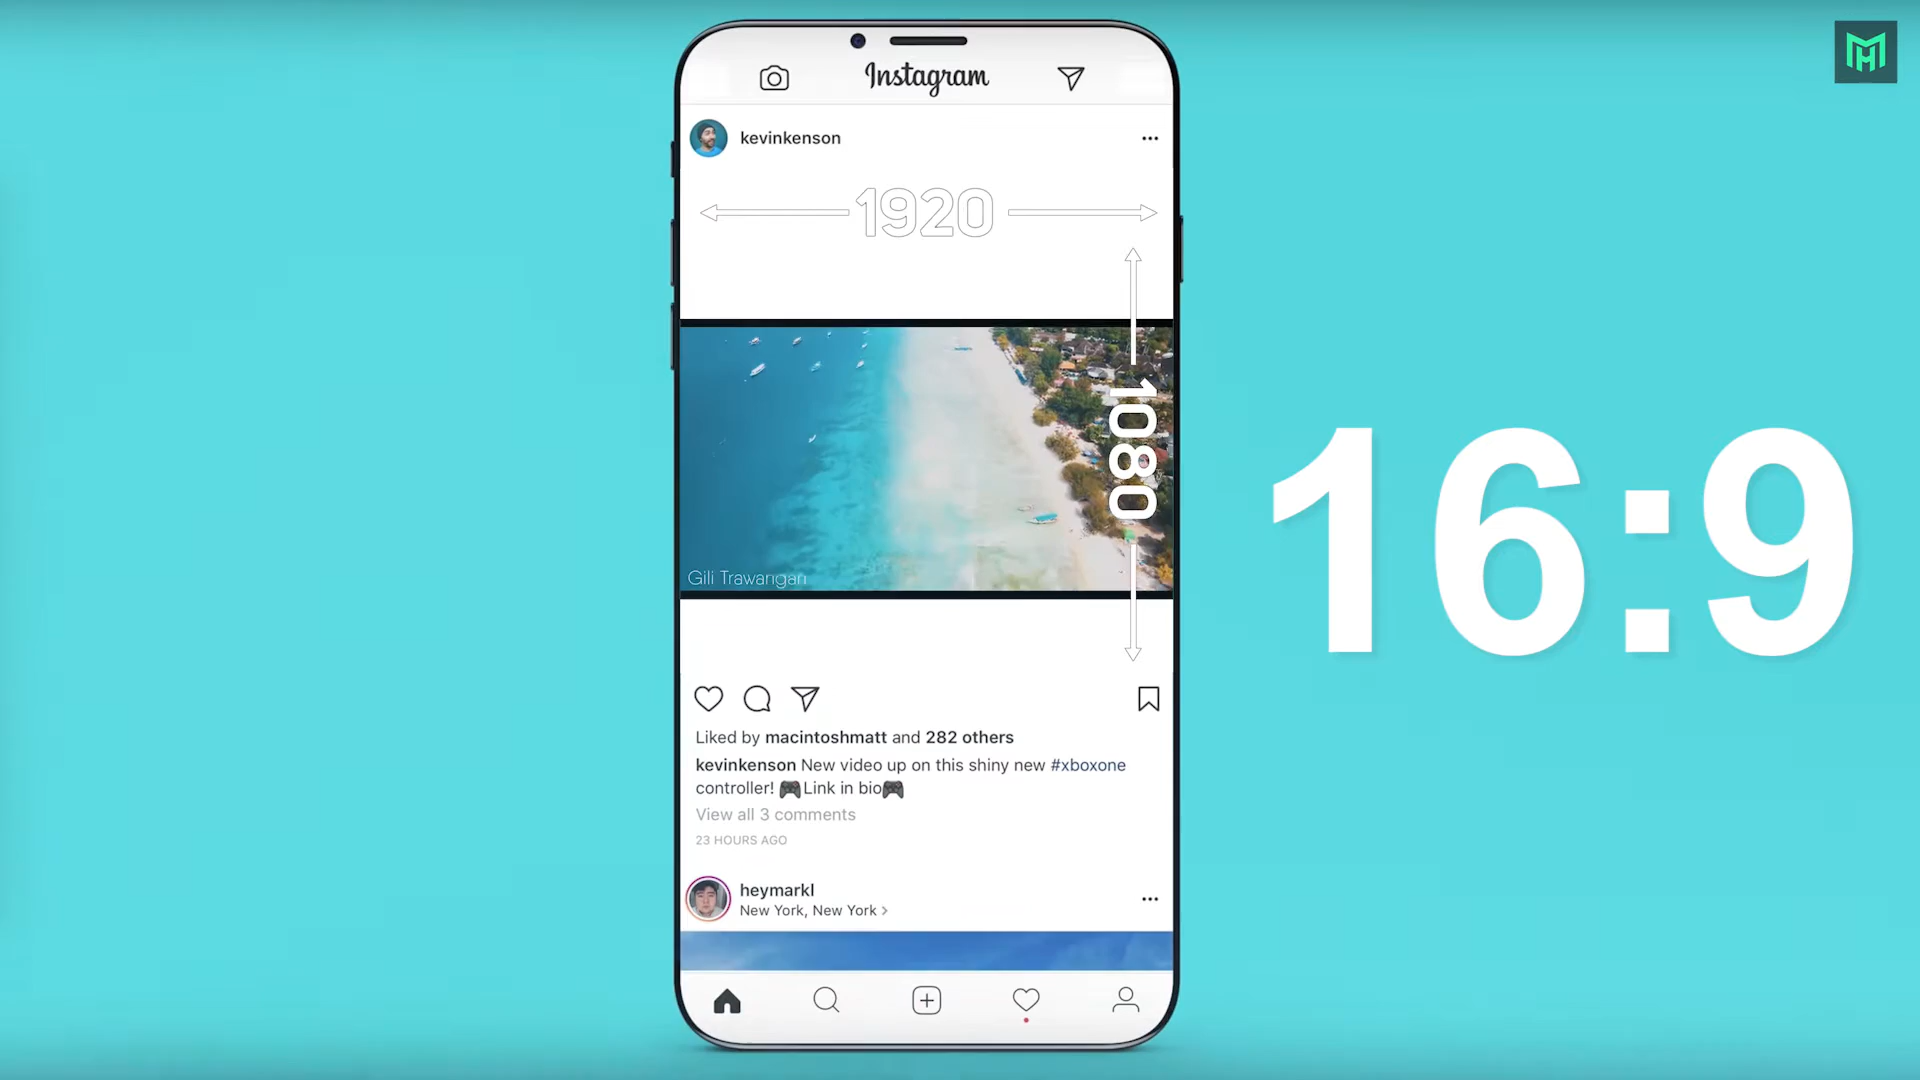 Instagram
kevinkenson
1920
1080
16:9
Gili Trawangan
Liked by macintoshmatt and 282 others
kevinkenson New video up on this shiny new #xboxone
controller! 🎮Link in bio🎮
View all 3 comments
23 HOURS AGO
heymarkl
New York, New York >